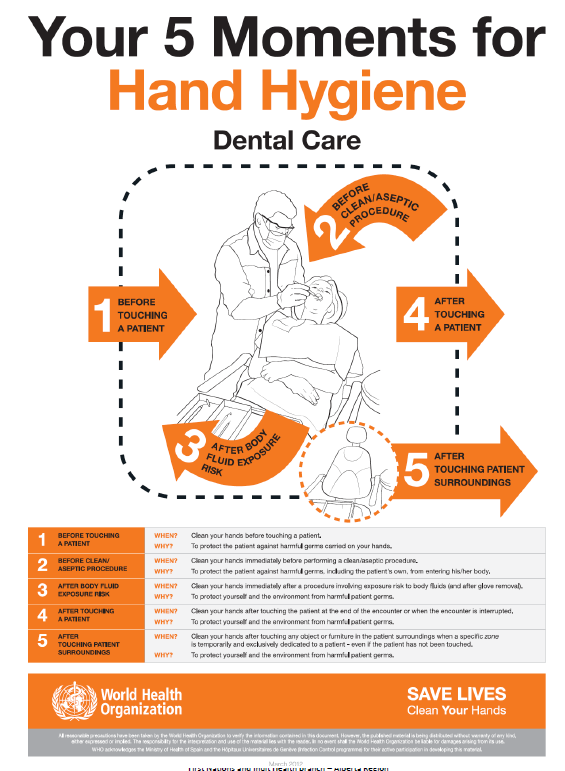 Your 5 Moments for
Hand Hygiene
Dental Care
2
BEFORE
CLEAN/ASEPTIC
PROCEDURE
1
BEFORE
TOUCHING
A PATIENT
4
AFTER
TOUCHING
A PATIENT
3
AFTER BODY
FLUID EXPOSURE
RISK
5
AFTER
TOUCHING PATIENT
SURROUNDINGS
1 BEFORE TOUCHING A PATIENT
WHEN? Clean your hands before touching a patient.
WHY? To protect the patient against harmful germs carried on your hands.
2 BEFORE CLEAN/ ASEPTIC PROCEDURE
WHEN? Clean your hands immediately before performing a clean/aseptic procedure.
WHY? To protect the patient against harmful germs, including the patient's own, from entering his/her body.
3 AFTER BODY FLUID EXPOSURE RISK
WHEN? Clean your hands immediately after a procedure involving exposure risk to body fluids (and after glove removal).
WHY? To protect yourself and the environment from harmful patient germs.
4 AFTER TOUCHING A PATIENT
WHEN? Clean your hands after touching the patient at the end of the encounter or when the encounter is interrupted.
WHY? To protect yourself and the environment from harmful patient germs.
5 AFTER TOUCHING PATIENT SURROUNDINGS
WHEN? Clean your hands after touching any object or furniture in the patient surroundings when a specific zone
is temporarily and exclusively dedicated to a patient - even if the patient has not been touched.
WHY? To protect yourself and the environment from harmful patient germs.
World Health
Organization
SAVE LIVES
Clean Your Hands
All reasonable precautions have been taken by the World Health Organization to verify the information contained in this document. However, the published material is being distributed without warranty of any kind,
either expressed or implied. The responsibility for the interpretation and use of the material lies with the reader. In no event shall the World Health Organization be liable for damages arising from its use.
WHO acknowledges the Ministry of Health of Spain and the Hôpitaux Universitaires de Genève (Infection Control programme) for their active participation in developing this material.
March 2012
First Nations and Inuit Health Branch – Alberta Region